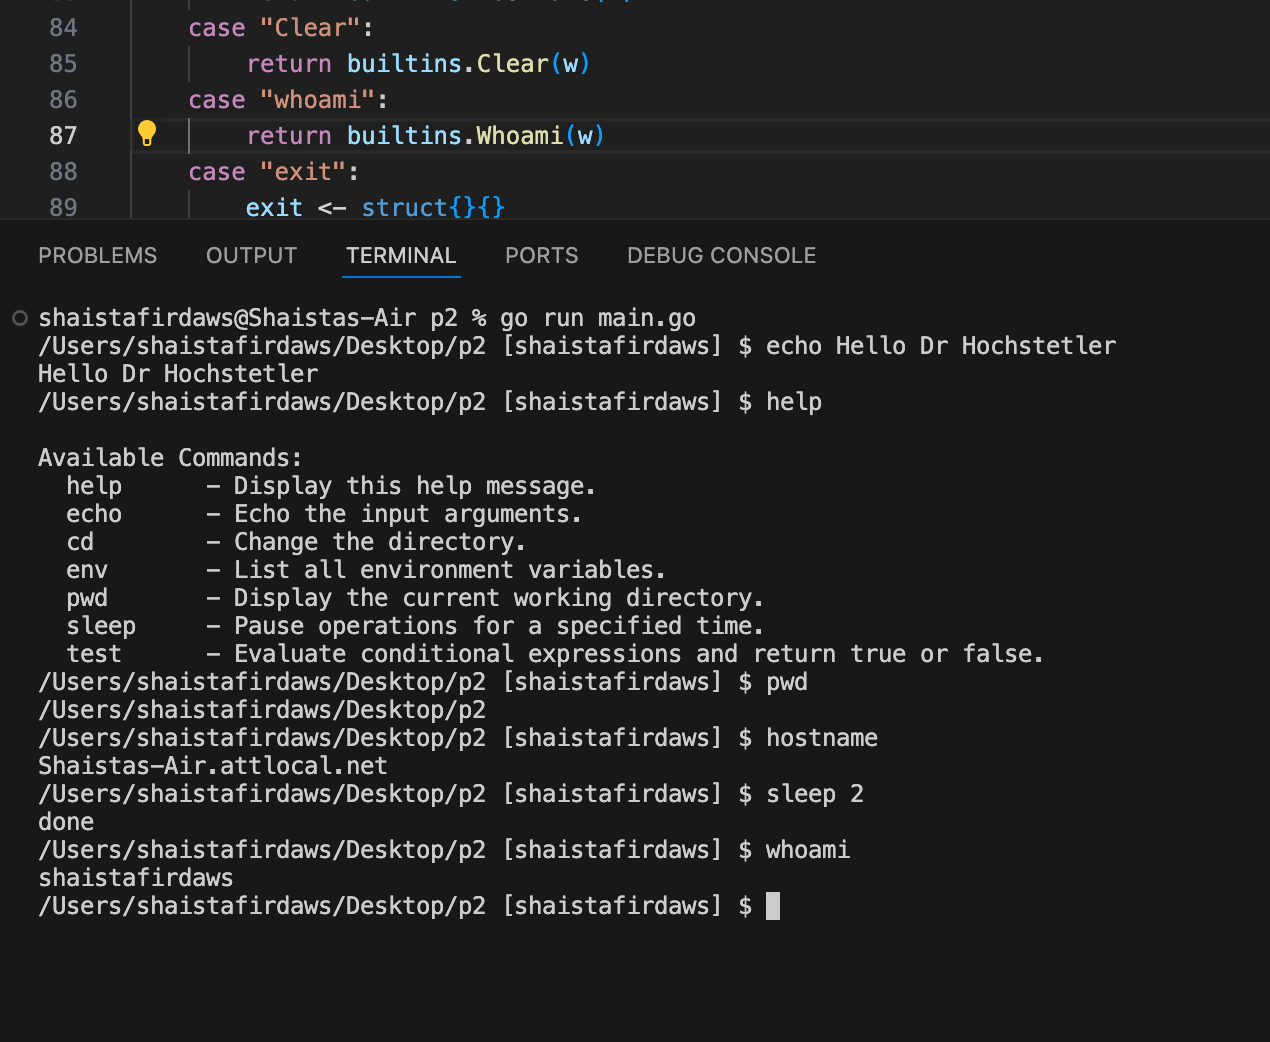 84 case "Clear":
85 return builtins.Clear(w)
86 case "whoami":
87 return builtins.Whoami(w)
88 case "exit":
89 exit <- struct{}{}
PROBLEMS OUTPUT TERMINAL PORTS DEBUG CONSOLE
shaistafirdaws@Shaistas-Air p2 % go run main.go
/Users/shaistafirdaws/Desktop/p2 [shaistafirdaws] $ echo Hello Dr Hochstetler
Hello Dr Hochstetler
/Users/shaistafirdaws/Desktop/p2 [shaistafirdaws] $ help
Available Commands:
help - Display this help message.
echo - Echo the input arguments.
cd - Change the directory.
env - List all environment variables.
pwd - Display the current working directory.
sleep - Pause operations for a specified time.
test - Evaluate conditional expressions and return true or false.
/Users/shaistafirdaws/Desktop/p2 [shaistafirdaws] $ pwd
/Users/shaistafirdaws/Desktop/p2
/Users/shaistafirdaws/Desktop/p2 [shaistafirdaws] $ hostname
Shaistas-Air.attlocal.net
/Users/shaistafirdaws/Desktop/p2 [shaistafirdaws] $ sleep 2
done
/Users/shaistafirdaws/Desktop/p2 [shaistafirdaws] $ whoami
shaistafirdaws
/Users/shaistafirdaws/Desktop/p2 [shaistafirdaws] $